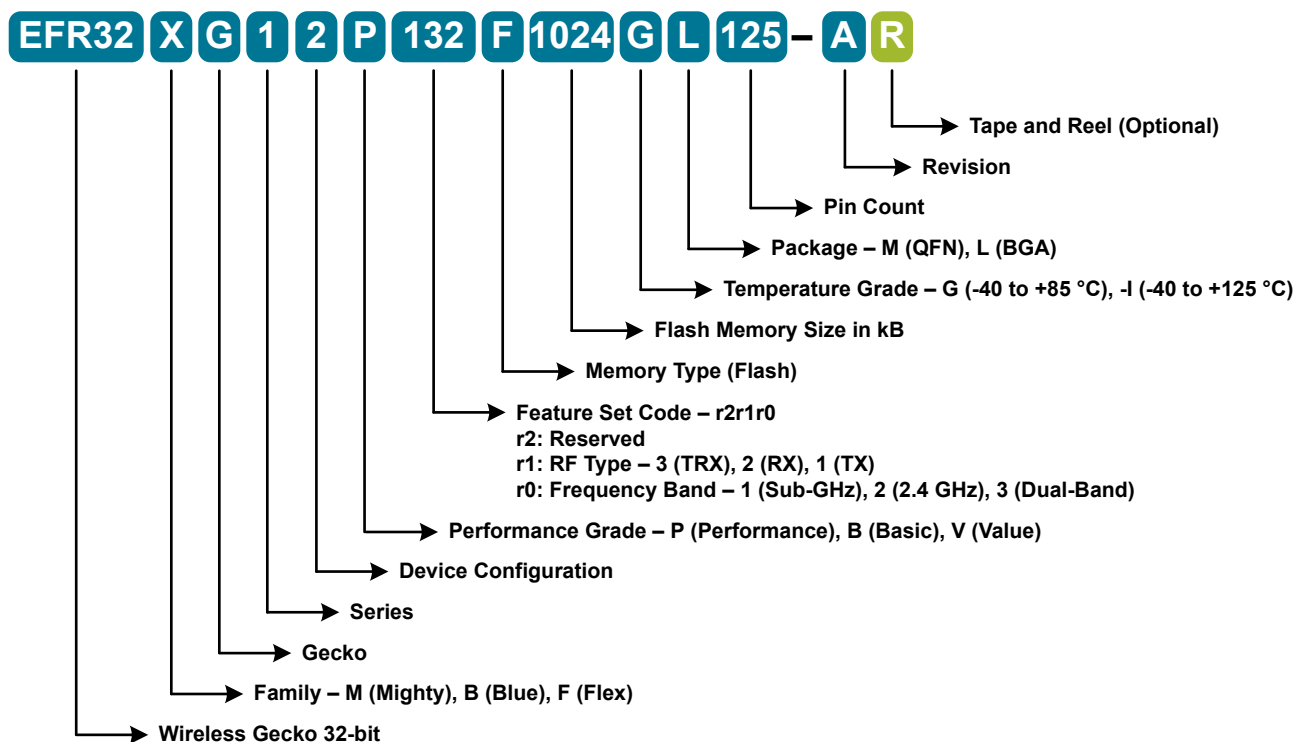 EFR32 X G 1 2 P 132 F 1024 G L 125 – A R
Tape and Reel (Optional)
Revision
Pin Count
Package – M (QFN), L (BGA)
Temperature Grade – G (-40 to +85 °C), -I (-40 to +125 °C)
Flash Memory Size in kB
Memory Type (Flash)
Feature Set Code – r2r1r0
r2: Reserved
r1: RF Type – 3 (TRX), 2 (RX), 1 (TX)
r0: Frequency Band – 1 (Sub-GHz), 2 (2.4 GHz), 3 (Dual-Band)
Performance Grade – P (Performance), B (Basic), V (Value)
Device Configuration
Series
Gecko
Family – M (Mighty), B (Blue), F (Flex)
Wireless Gecko 32-bit